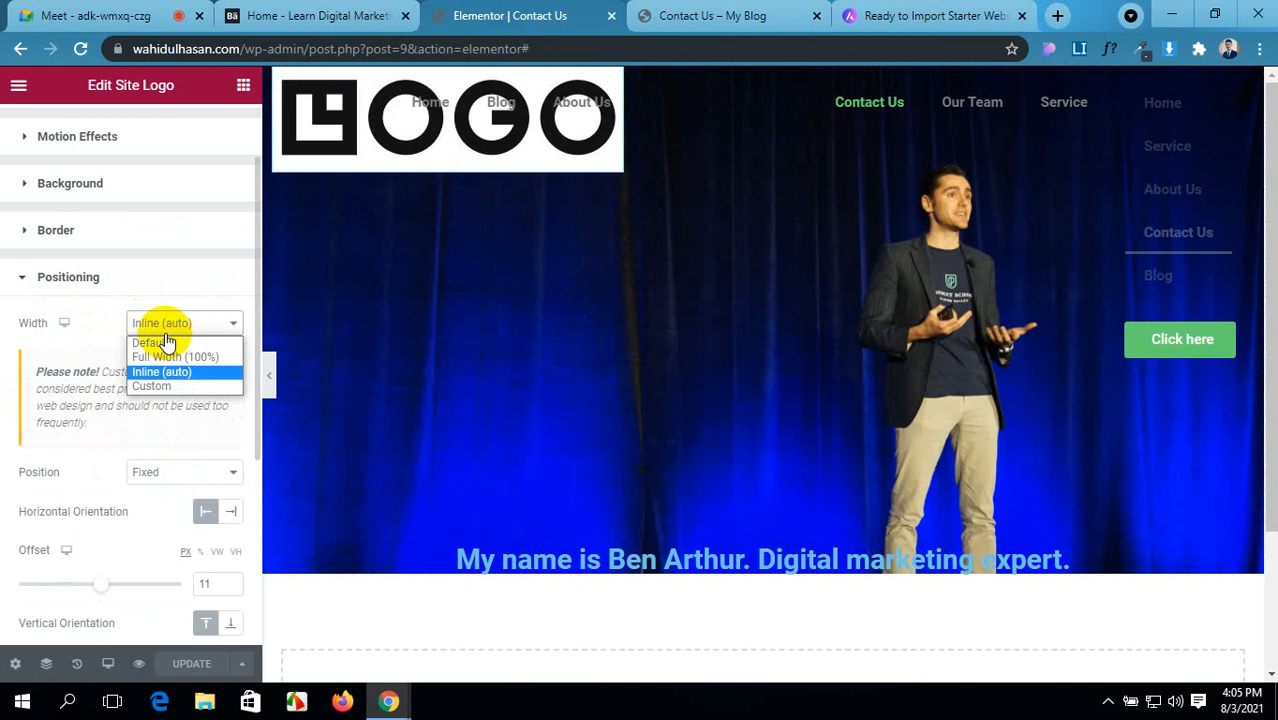 Meet - adk-wmxq-czg
Home - Learn Digital Marketi
Elementor | Contact Us
Contact Us – My Blog
Ready to Import Starter Webs
wahidulhasan.com/wp-admin/post.php?post=9&action=elementor#
Edit Site Logo
Motion Effects
Background
Border
Positioning
Width
Inline (auto)
Full Width (100%)
Inline (auto)
Custom
Please note!
considered best
web design and should not be used too
frequently.
Position
Fixed
Horizontal Orientation
Offset
PX % VW VH
11
Vertical Orientation
UPDATE
LOGO
Home
Blog
About Us
Contact Us
Our Team
Service
Home
Service
About Us
Contact Us
Blog
Click here
My name is Ben Arthur. Digital marketing expert.
4:05 PM
8/3/2021